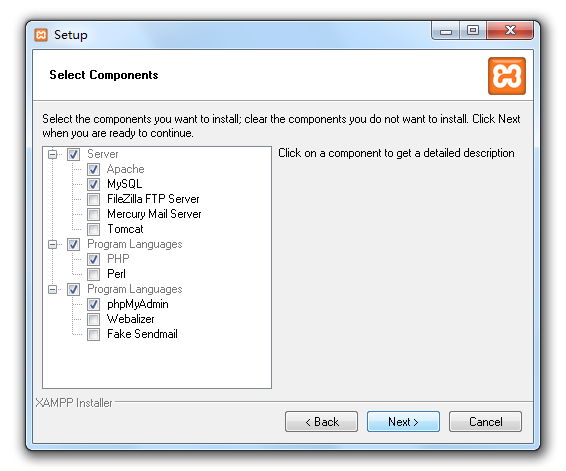 Setup
Select Components
Select the components you want to install; clear the components you do not want to install. Click Next
when you are ready to continue.
Server
Click on a component to get a detailed description
Apache
MySQL
FileZilla FTP Server
Mercury Mail Server
Tomcat
Program Languages
PHP
Perl
Program Languages
phpMyAdmin
Webalizer
Fake Sendmail
XAMPP Installer
< Back
Next >
Cancel